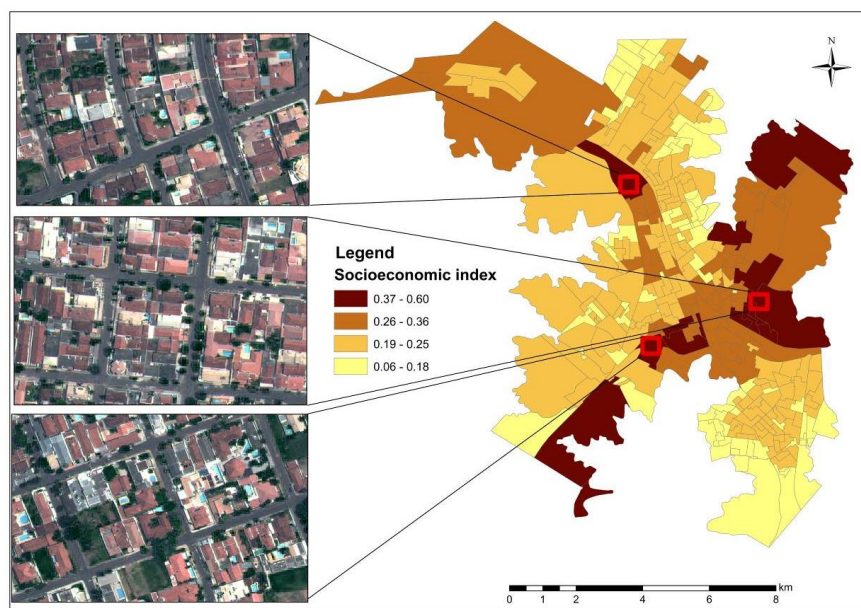 N
Legend
Socioeconomic index
0.37 - 0.60
0.26 - 0.36
0.19 - 0.25
0.06 - 0.18
km
0 1 2 4 6 8